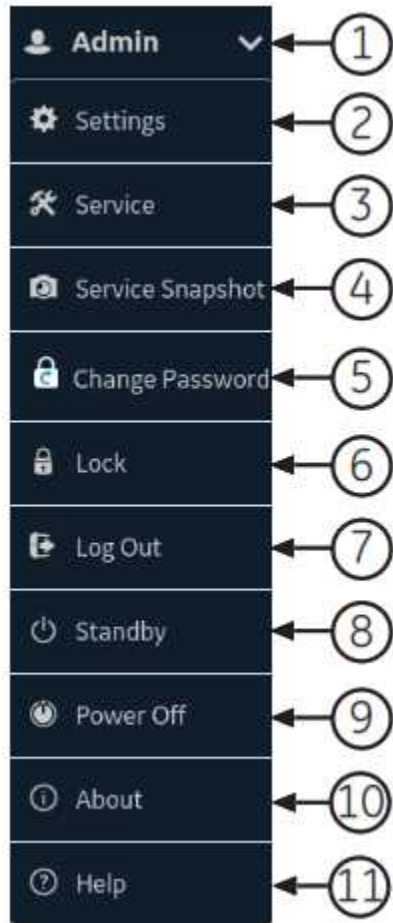 Admin 1
Settings 2
Service 3
Service Snapshot 4
Change Password 5
Lock 6
Log Out 7
Standby 8
Power Off 9
About 10
Help 11